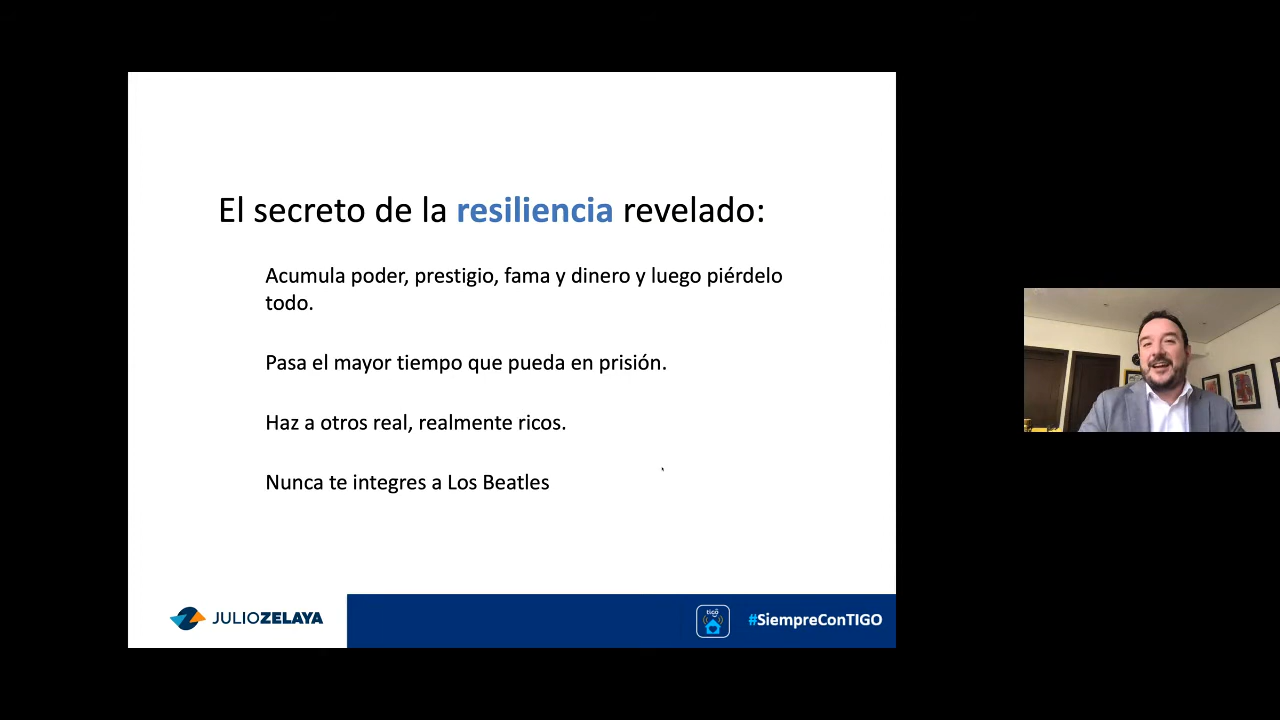 El secreto de la resiliencia revelado:
Acumula poder, prestigio, fama y dinero y luego piérdelo
todo.
Pasa el mayor tiempo que pueda en prisión.
Haz a otros real, realmente ricos.
Nunca te integres a Los Beatles
JULIOZELAYA
tigo
#SiempreConTIGO